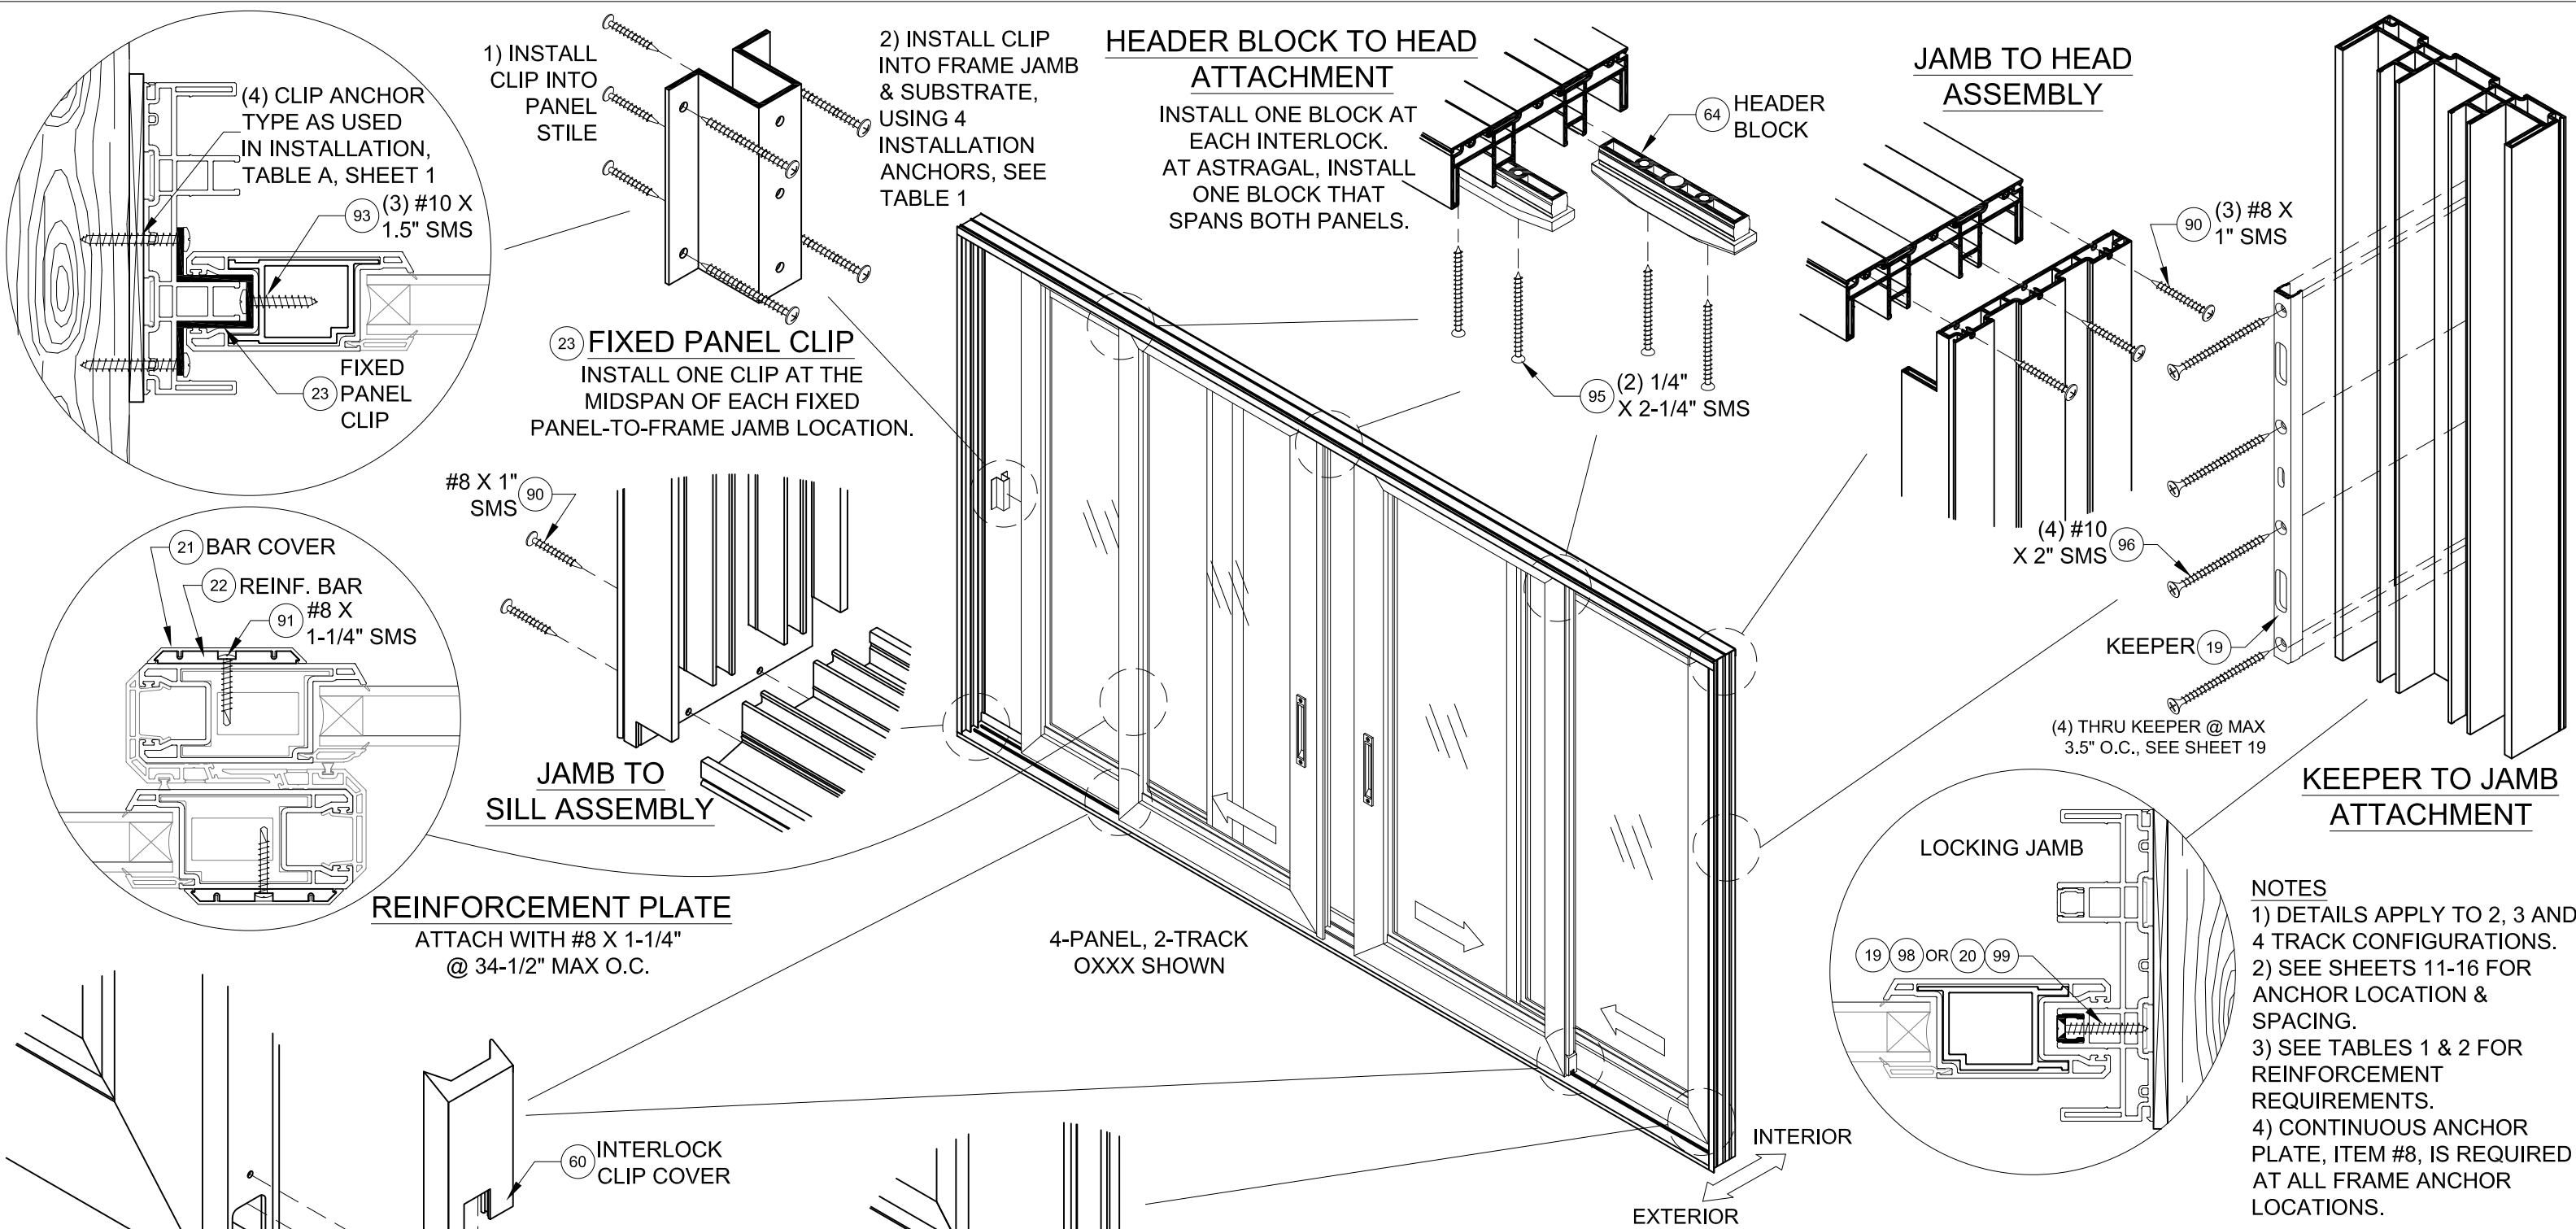 (4) CLIP ANCHOR
TYPE AS USED
IN INSTALLATION,
TABLE A, SHEET 1
93
(3) #10 X
1.5" SMS
FIXED
PANEL
CLIP
23
1) INSTALL
CLIP INTO
PANEL
STILE
2) INSTALL CLIP
INTO FRAME JAMB
& SUBSTRATE,
USING 4
INSTALLATION
ANCHORS, SEE
TABLE 1
23 FIXED PANEL CLIP
INSTALL ONE CLIP AT THE
MIDSPAN OF EACH FIXED
PANEL-TO-FRAME JAMB LOCATION.
HEADER BLOCK TO HEAD
ATTACHMENT
INSTALL ONE BLOCK AT
EACH INTERLOCK.
AT ASTRAGAL, INSTALL
ONE BLOCK THAT
SPANS BOTH PANELS.
64
HEADER
BLOCK
95
(2) 1/4"
X 2-1/4" SMS
JAMB TO HEAD
ASSEMBLY
90
(3) #8 X
1" SMS
(4) #10
X 2" SMS
96
KEEPER 19
(4) THRU KEEPER @ MAX
3.5" O.C., SEE SHEET 19
KEEPER TO JAMB
ATTACHMENT
#8 X 1"
SMS
90
JAMB TO
SILL ASSEMBLY
21 BAR COVER
22 REINF. BAR
91
#8 X
1-1/4" SMS
REINFORCEMENT PLATE
ATTACH WITH #8 X 1-1/4"
@ 34-1/2" MAX O.C.
4-PANEL, 2-TRACK
OXXX SHOWN
LOCKING JAMB
19 98 OR 20 99
NOTES
1) DETAILS APPLY TO 2, 3 AND
4 TRACK CONFIGURATIONS.
2) SEE SHEETS 11-16 FOR
ANCHOR LOCATION &
SPACING.
3) SEE TABLES 1 & 2 FOR
REINFORCEMENT
REQUIREMENTS.
4) CONTINUOUS ANCHOR
PLATE, ITEM #8, IS REQUIRED
AT ALL FRAME ANCHOR
LOCATIONS.
60
INTERLOCK
CLIP COVER
INTERIOR
EXTERIOR